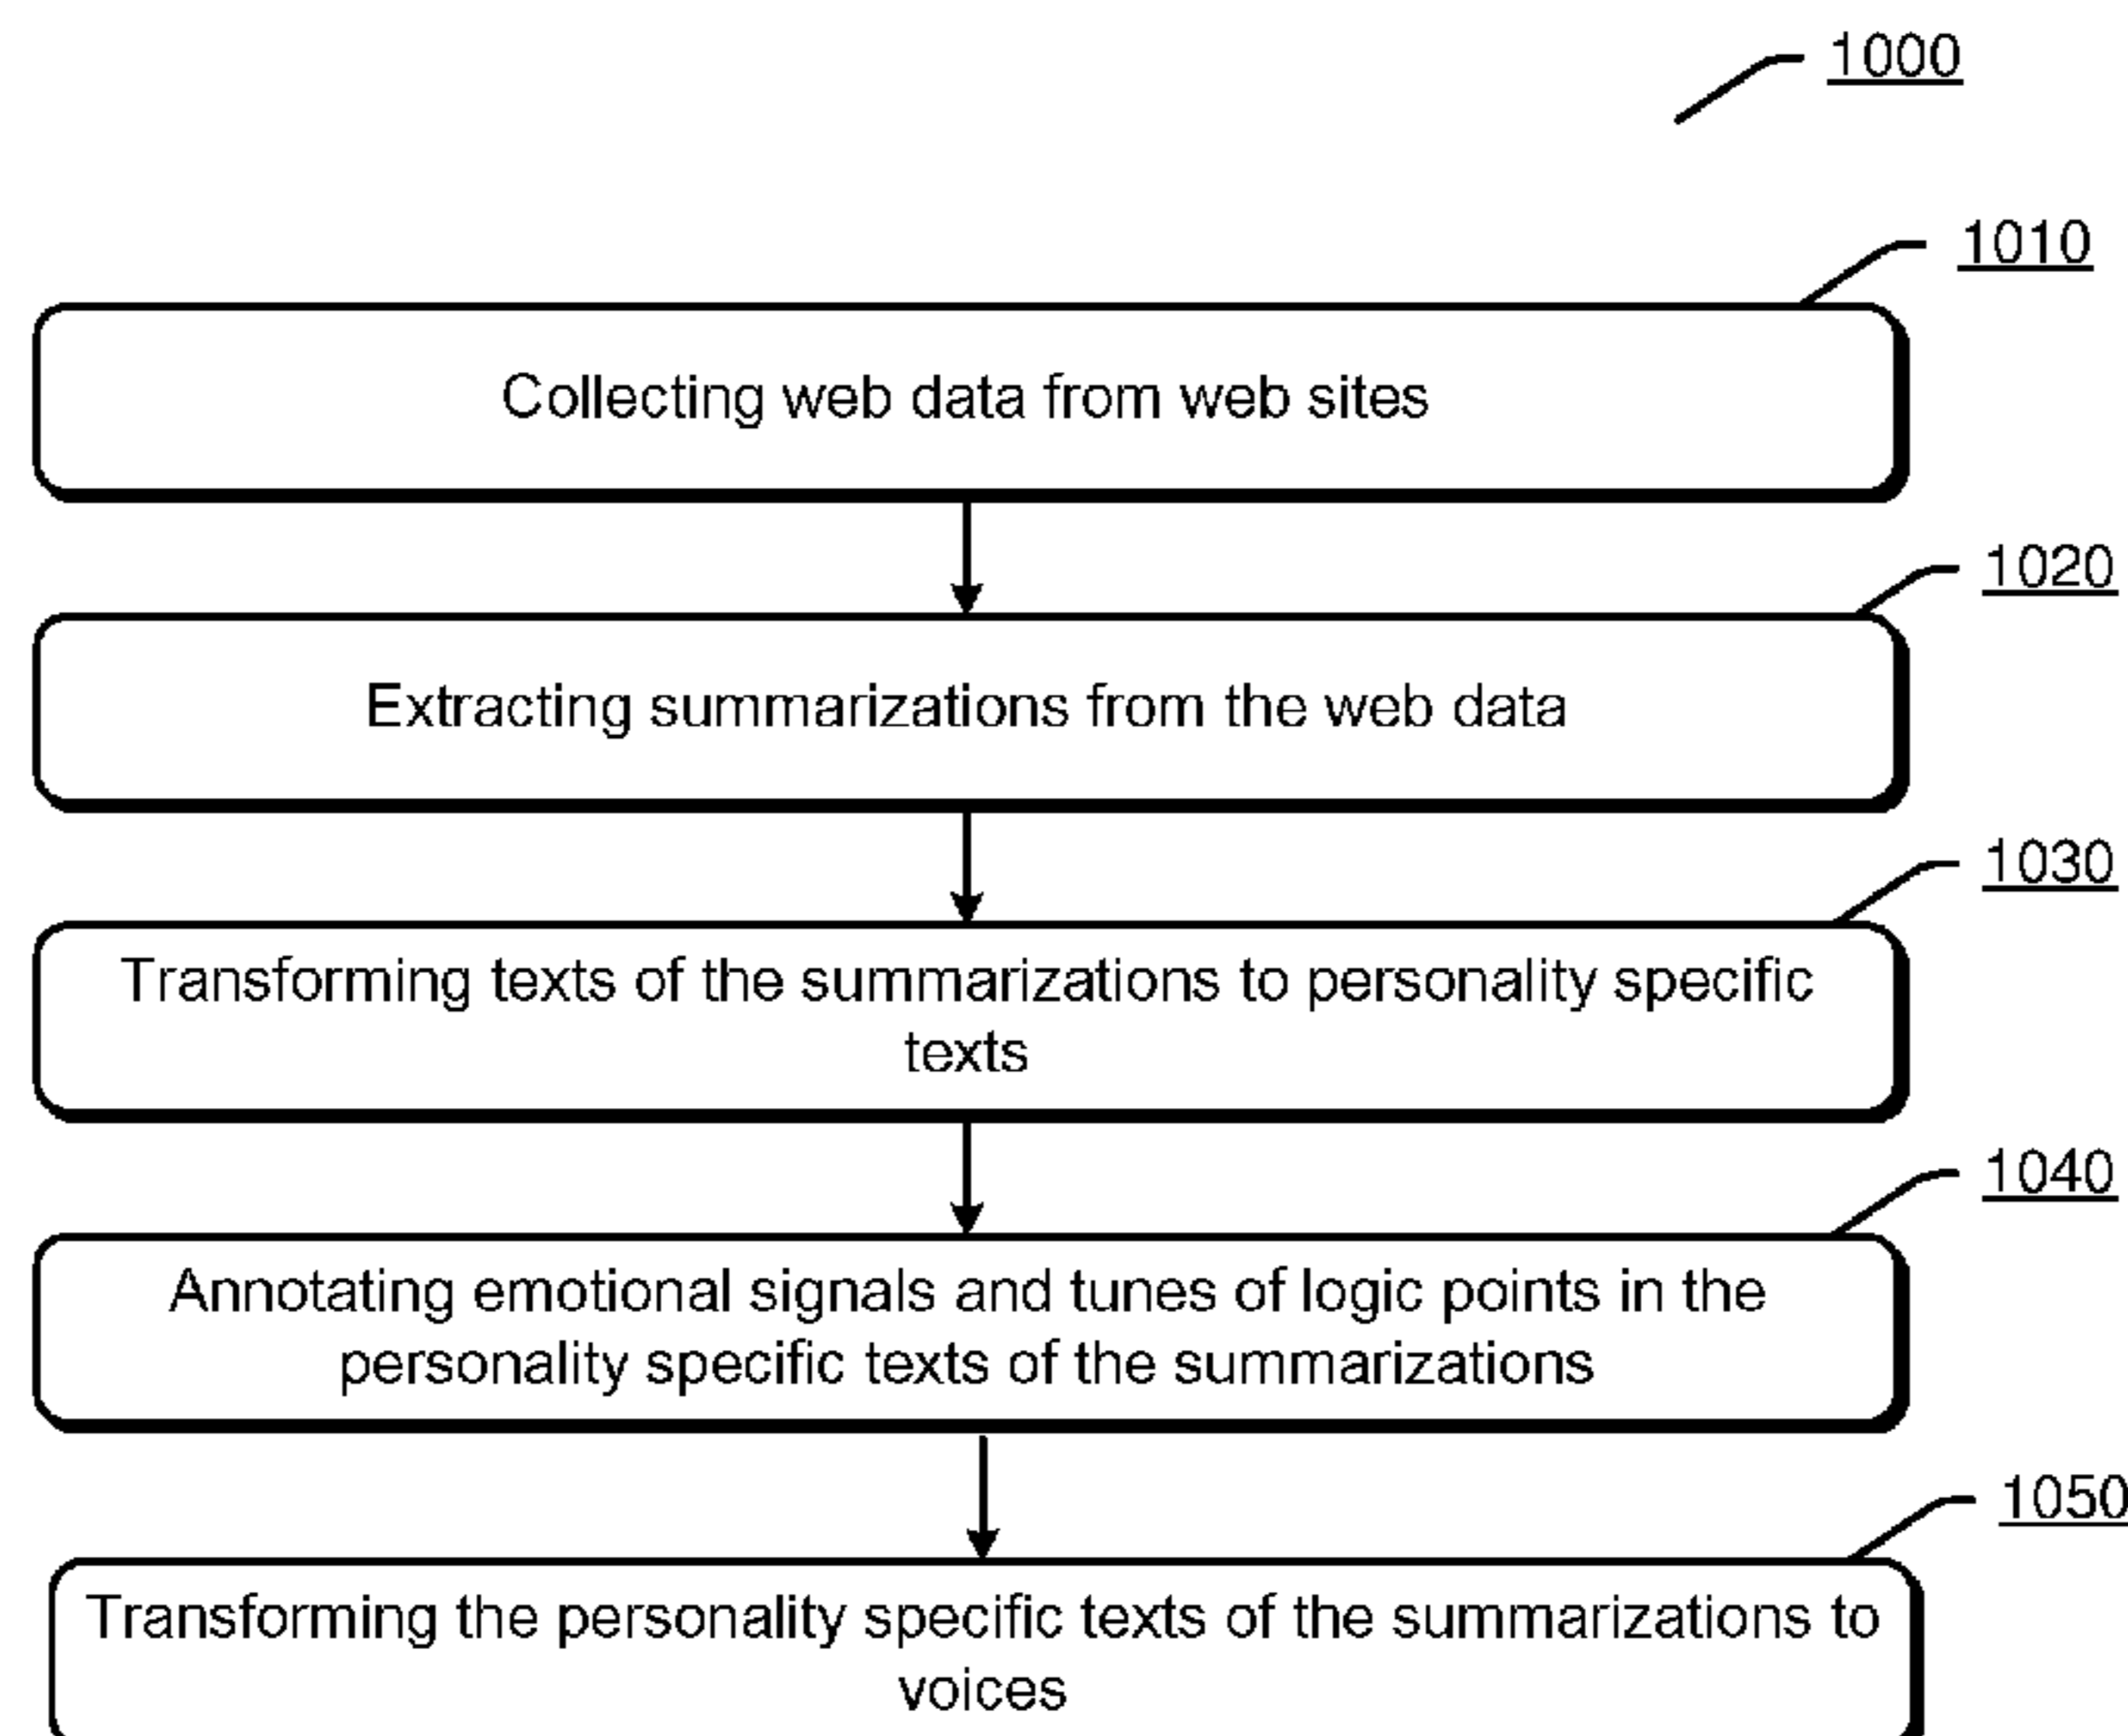 1000
1010
Collecting web data from web sites
1020
Extracting summarizations from the web data
1030
Transforming texts of the summarizations to personality specific
texts
1040
Annotating emotional signals and tunes of logic points in the
personality specific texts of the summarizations
1050
Transforming the personality specific texts of the summarizations to
voices